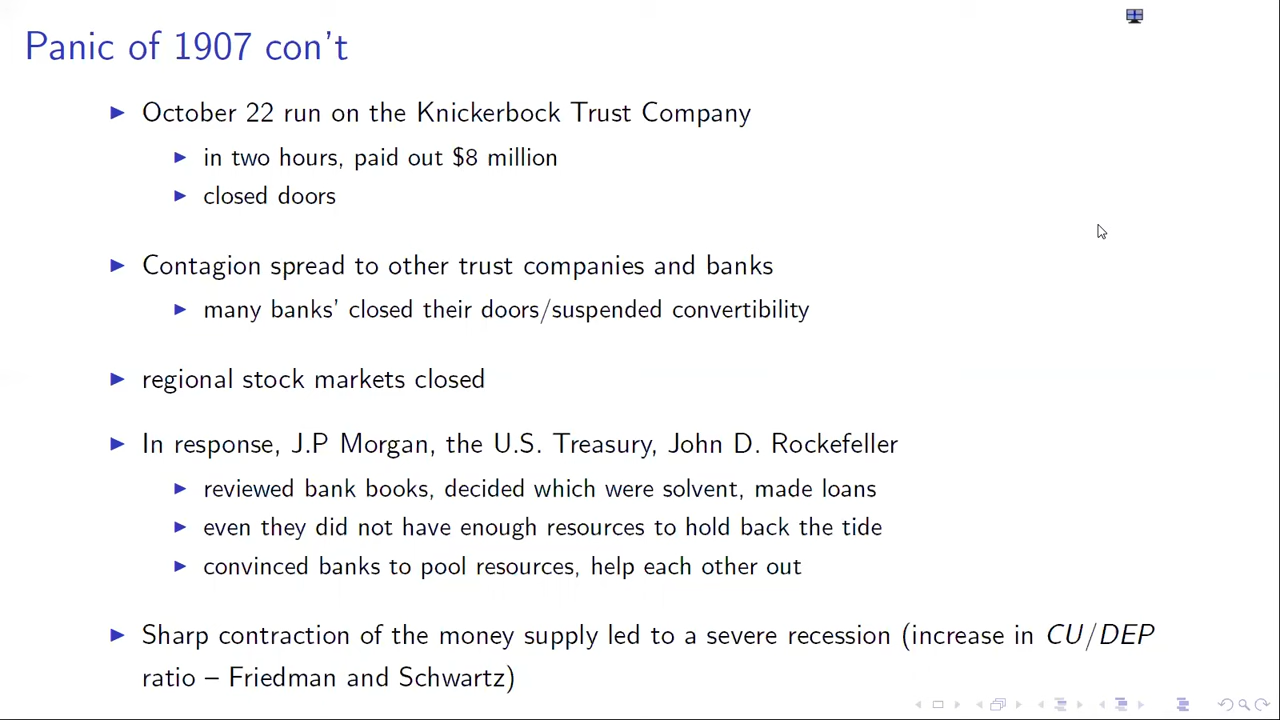 Panic of 1907 con't
October 22 run on the Knickerbock Trust Company
in two hours, paid out $8 million
closed doors
Contagion spread to other trust companies and banks
many banks' closed their doors/suspended convertibility
regional stock markets closed
In response, J.P Morgan, the U.S. Treasury, John D. Rockefeller
reviewed bank books, decided which were solvent, made loans
even they did not have enough resources to hold back the tide
convinced banks to pool resources, help each other out
Sharp contraction of the money supply led to a severe recession (increase in CU/DEP
ratio – Friedman and Schwartz)